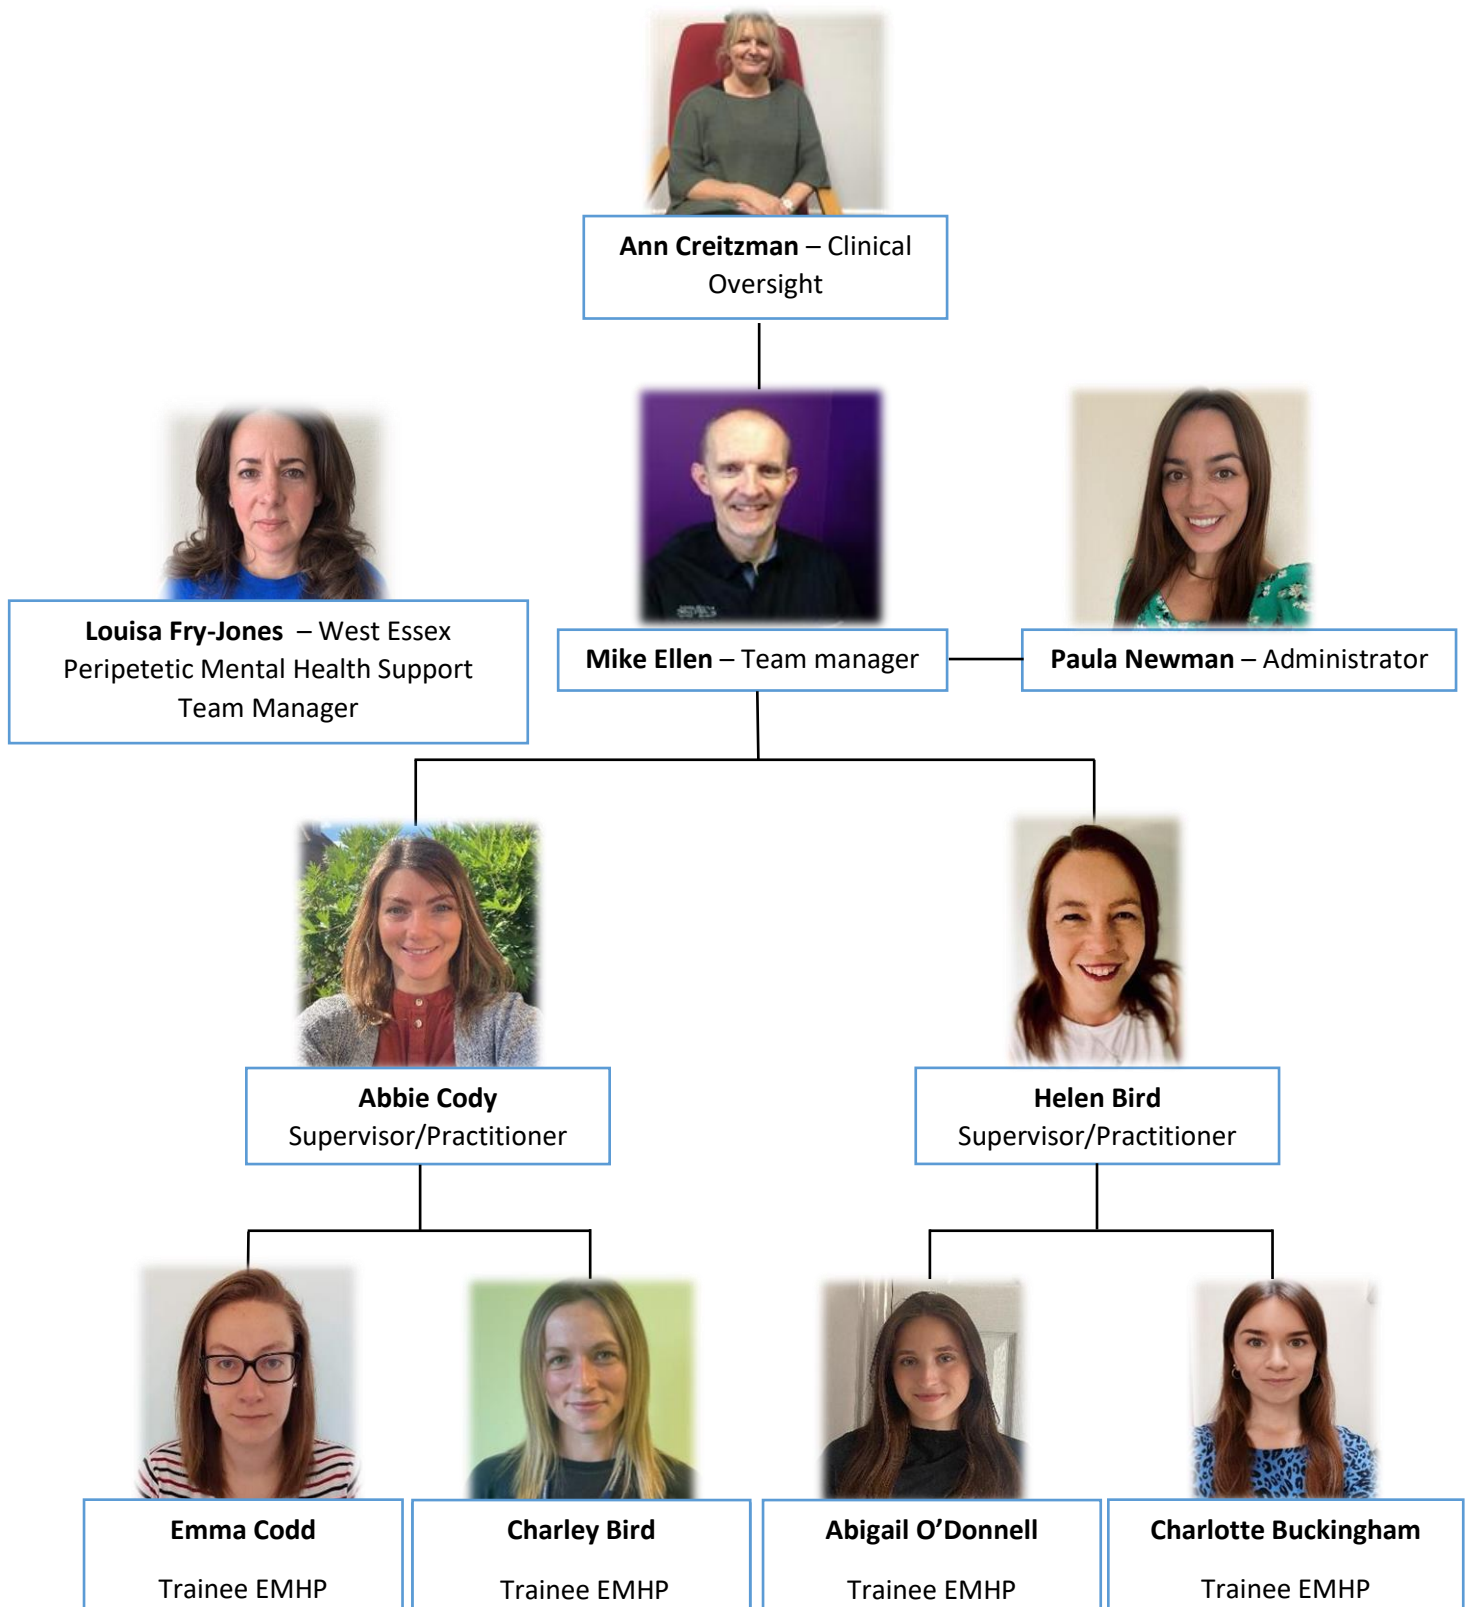 Ann Creitzman – Clinical
Oversight
Louisa Fry-Jones – West Essex
Peripetetic Mental Health Support
Team Manager
Mike Ellen – Team manager
Paula Newman – Administrator
Abbie Cody
Supervisor/Practitioner
Helen Bird
Supervisor/Practitioner
Emma Codd
Trainee EMHP
Charley Bird
Trainee EMHP
Abigail O’Donnell
Trainee EMHP
Charlotte Buckingham
Trainee EMHP